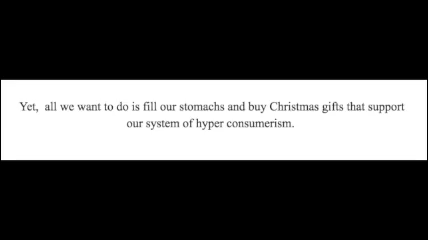 Yet,  all we want to do is fill our stomachs and buy Christmas gifts that support
our system of hyper consumerism.